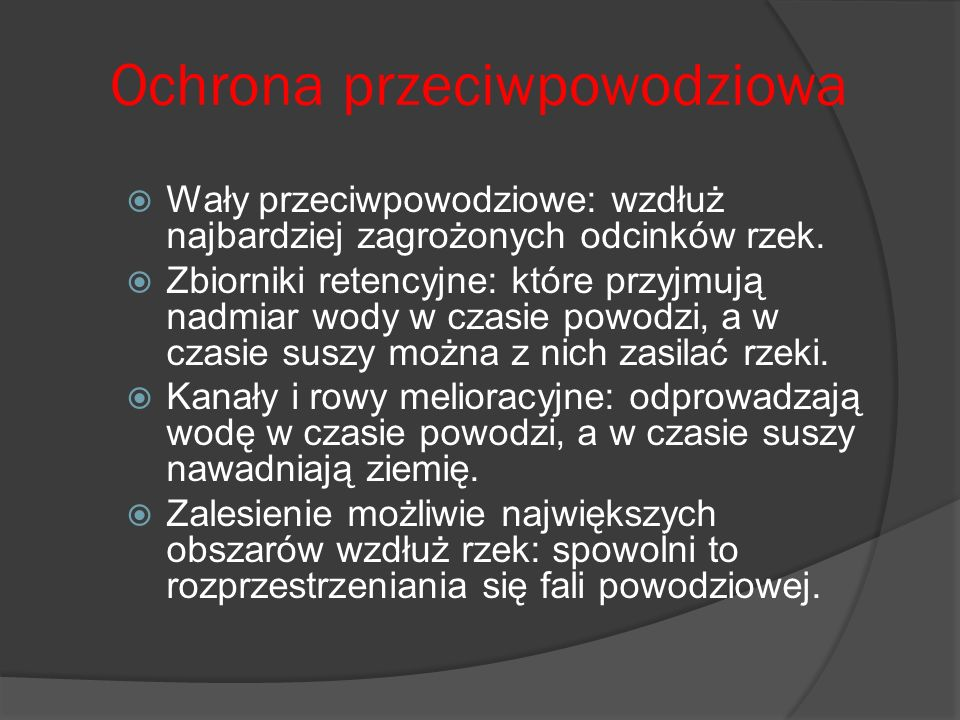 Ochrona przeciwpowodziowa
Wały przeciwpowodziowe: wzdłuż
najbardziej zagrożonych odcinków rzek.
Zbiorniki retencyjne: które przyjmują
nadmiar wody w czasie powodzi, a w
czasie suszy można z nich zasilać rzeki.
Kanały i rowy melioracyjne: odprowadzają
wodę w czasie powodzi, a w czasie suszy
nawadniają ziemię.
Zalesienie możliwie największych
obszarów wzdłuż rzek: spowolni to
rozprzestrzeniania się fali powodziowej.